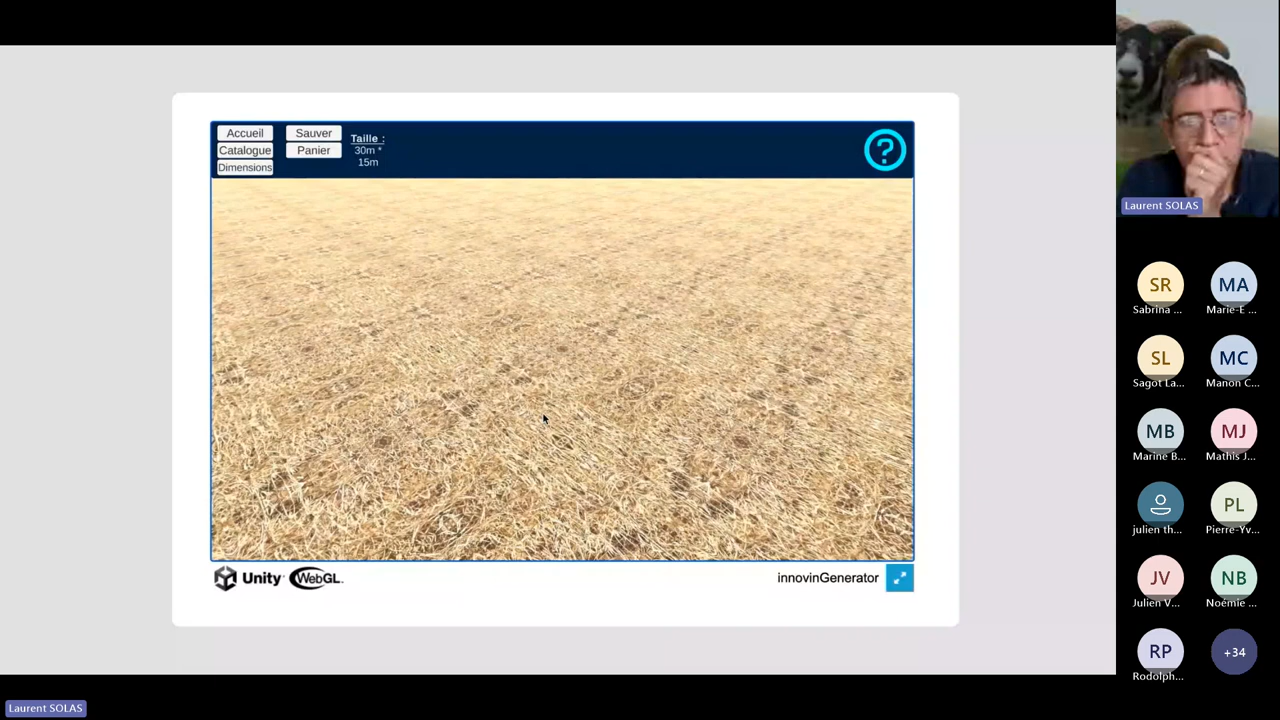 Accueil
Catalogue
Dimensions
Sauver
Panier
Taille :
30m *
15m
?
Unity WebGL
innovinGenerator
Laurent SOLAS
SR
Sabrina ...
MA
Marie-E ...
SL
Sagot La...
MC
Manon C...
MB
Marine B...
MJ
Mathis J...
julien th...
PL
Pierre-Yv...
JV
Julien V...
NB
Noémie ...
RP
Rodolph...
+34
Laurent SOLAS